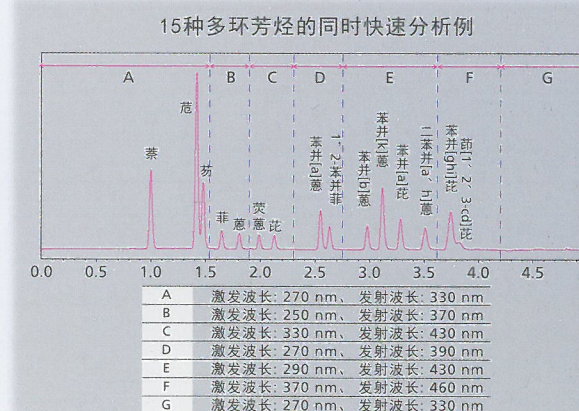 15种多环芳烃的同时快速分析例
A B C D E F G
萘
苊
芴
菲
蒽
荧蒽
芘
苯并[a]蒽
1、2-苯并菲
苯并[b]蒽
苯并[k]蒽
苯并[a]芘
二苯并[a、h]蒽
苯并[ghi]芘
茚[1、2、3-cd]芘
0.0 0.5 1.0 1.5 2.0 2.5 3.0 3.5 4.0 4.5
A 激发波长: 270 nm、 发射波长: 330 nm
B 激发波长: 250 nm、 发射波长: 370 nm
C 激发波长: 330 nm、 发射波长: 430 nm
D 激发波长: 270 nm、 发射波长: 390 nm
E 激发波长: 290 nm、 发射波长: 430 nm
F 激发波长: 370 nm、 发射波长: 460 nm
G 激发波长: 270 nm、 发射波长: 330 nm